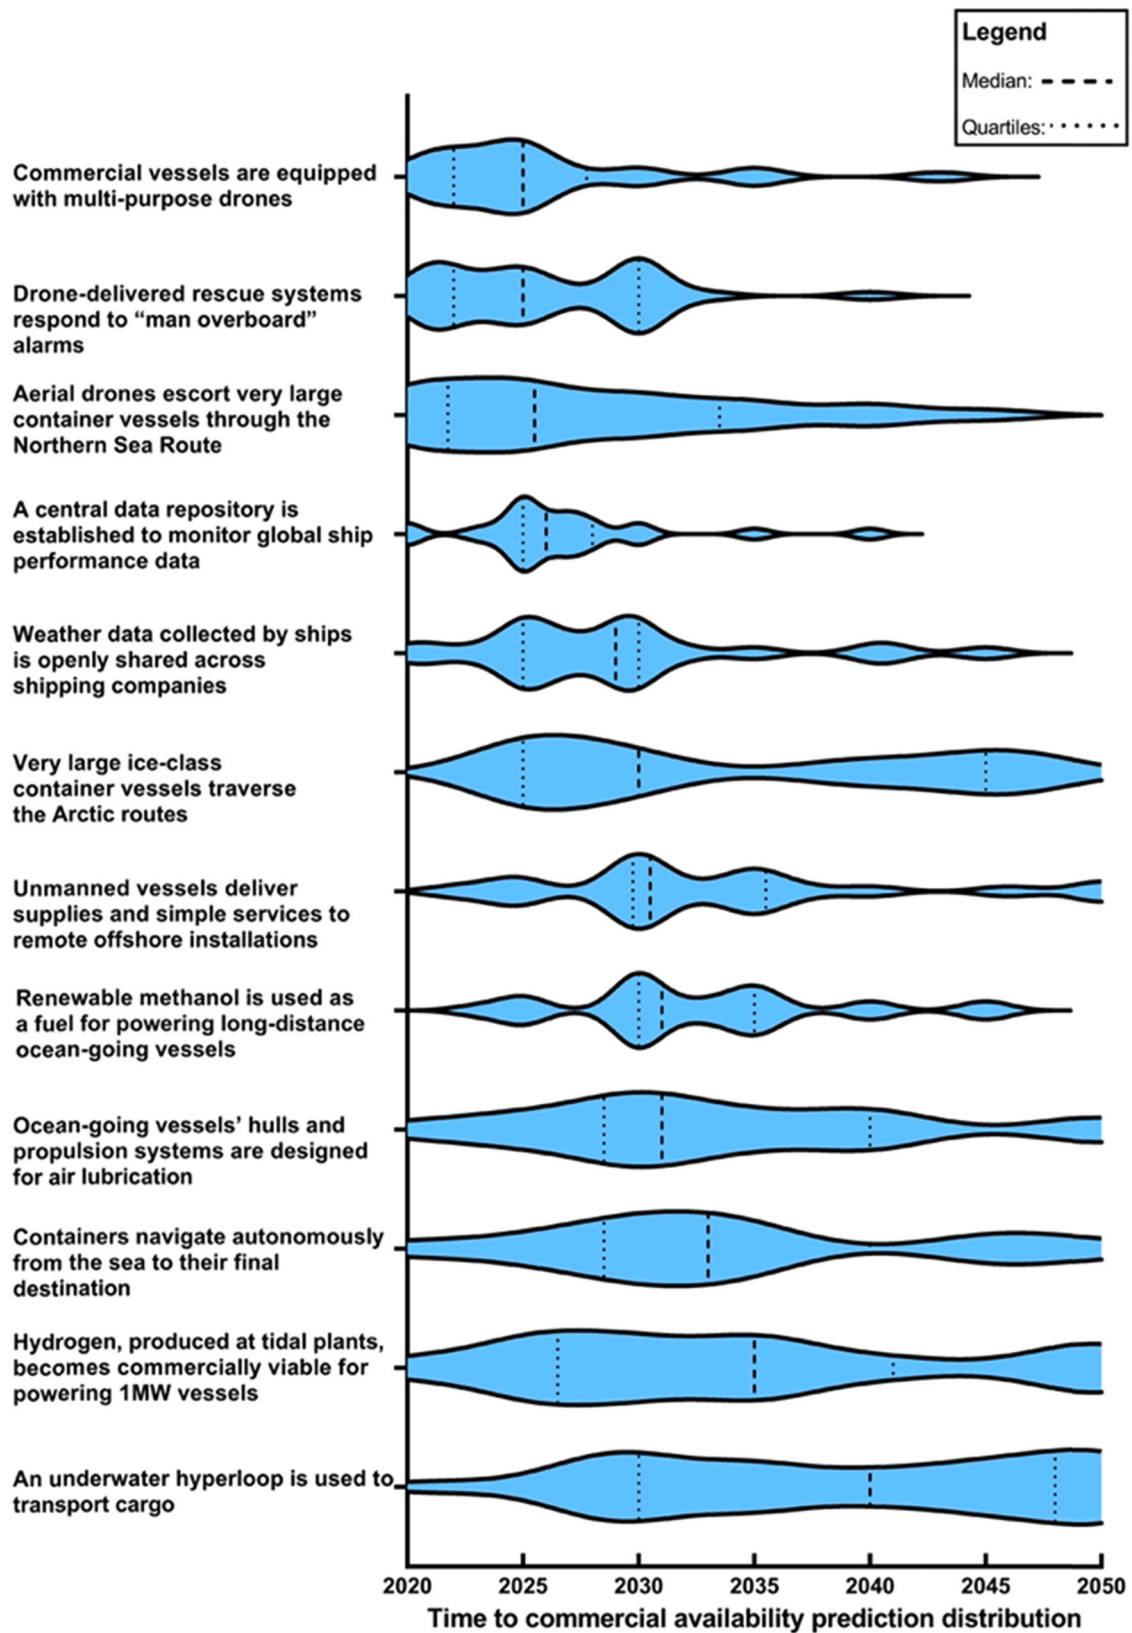 Legend
Median:
Quartiles:
Commercial vessels are equipped
with multi-purpose drones
Drone-delivered rescue systems
respond to “man overboard”
alarms
Aerial drones escort very large
container vessels through the
Northern Sea Route
A central data repository is
established to monitor global ship
performance data
Weather data collected by ships
is openly shared across
shipping companies
Very large ice-class
container vessels traverse
the Arctic routes
Unmanned vessels deliver
supplies and simple services to
remote offshore installations
Renewable methanol is used as
a fuel for powering long-distance
ocean-going vessels
Ocean-going vessels’ hulls and
propulsion systems are designed
for air lubrication
Containers navigate autonomously
from the sea to their final
destination
Hydrogen, produced at tidal plants,
becomes commercially viable for
powering 1MW vessels
An underwater hyperloop is used to
transport cargo
2020 2025 2030 2035 2040 2045 2050
Time to commercial availability prediction distribution